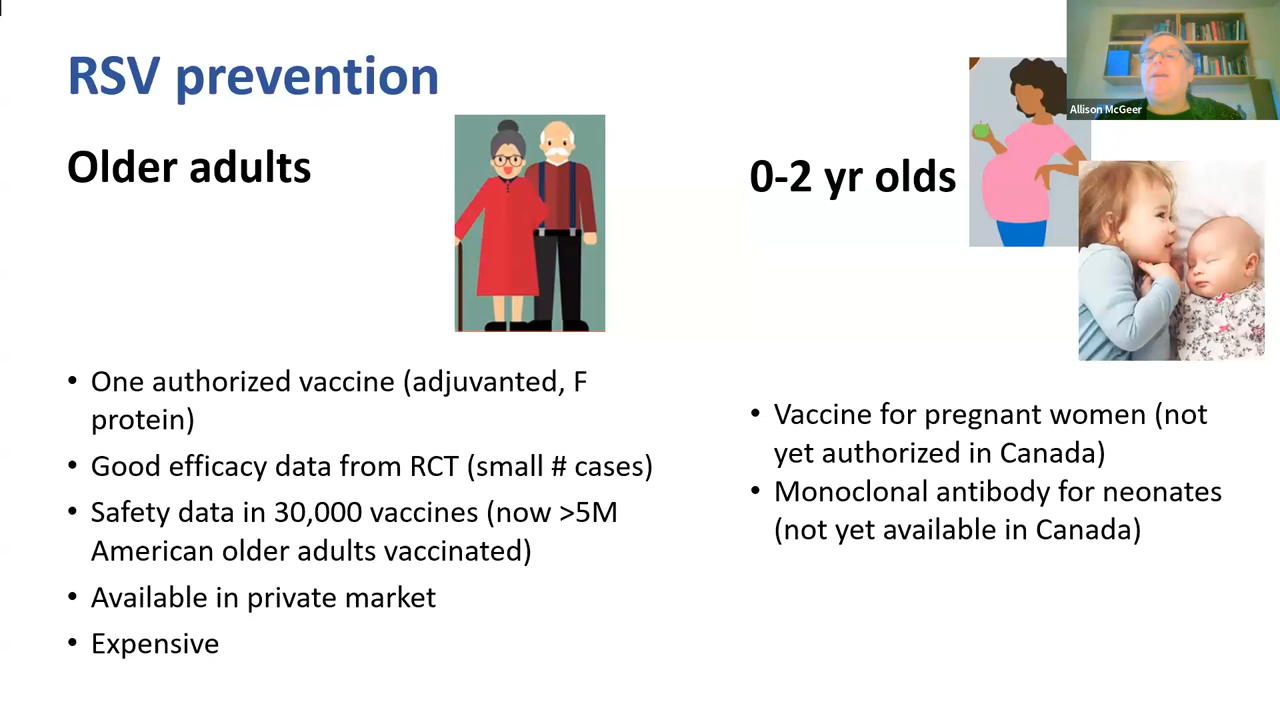 RSV prevention
Allison McGeer
Older adults
0-2 yr olds
• One authorized vaccine (adjuvanted, F
protein)
• Good efficacy data from RCT (small # cases)
• Safety data in 30,000 vaccines (now >5M
American older adults vaccinated)
• Available in private market
• Expensive
• Vaccine for pregnant women (not
yet authorized in Canada)
• Monoclonal antibody for neonates
(not yet available in Canada)